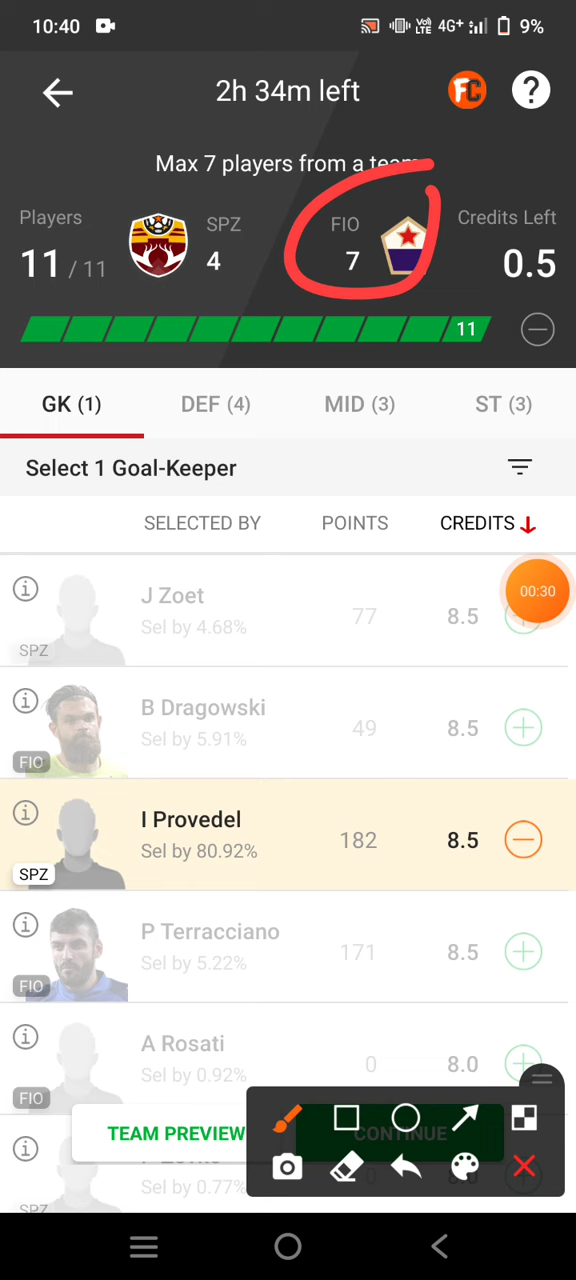 10:40 Vo) LTE 4G+ 9%
2h 34m left FC ?
Max 7 players from a team
Players SPZ FIO Credits Left
11 / 11 4 7 0.5
11
GK (1) DEF (4) MID (3) ST (3)
Select 1 Goal-Keeper
SELECTED BY POINTS CREDITS
J Zoet
Sel by 4.68% 77 8.5
SPZ
00:30
B Dragowski
Sel by 5.91% 49 8.5
FIO
I Provedel
Sel by 80.92% 182 8.5
SPZ
P Terracciano
Sel by 5.22% 171 8.5
FIO
A Rosati
Sel by 0.92% 0 8.0
FIO
TEAM PREVIEW CONTINUE
Sel by 0.77%
SPZ